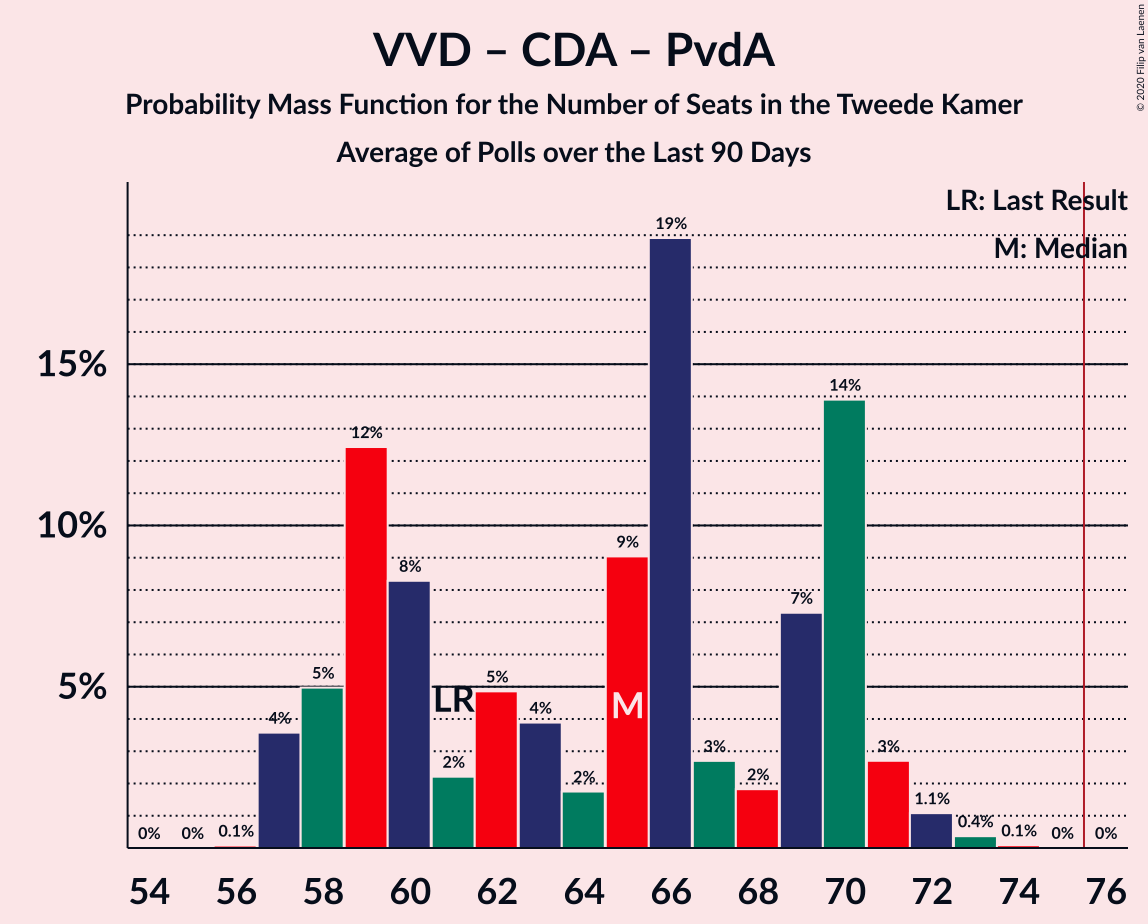 VVD – CDA – PvdA
Probability Mass Function for the Number of Seats in the Tweede Kamer
Average of Polls over the Last 90 Days
© 2020 Filip van Laenen
LR: Last Result
M: Median
15%
10%
5%
0%
0%
0.1%
4%
5%
12%
8%
2%
5%
4%
2%
9%
19%
3%
2%
7%
14%
3%
1.1%
0.4%
0.1%
0%
0%
LR
M
54 56 58 60 62 64 66 68 70 72 74 76